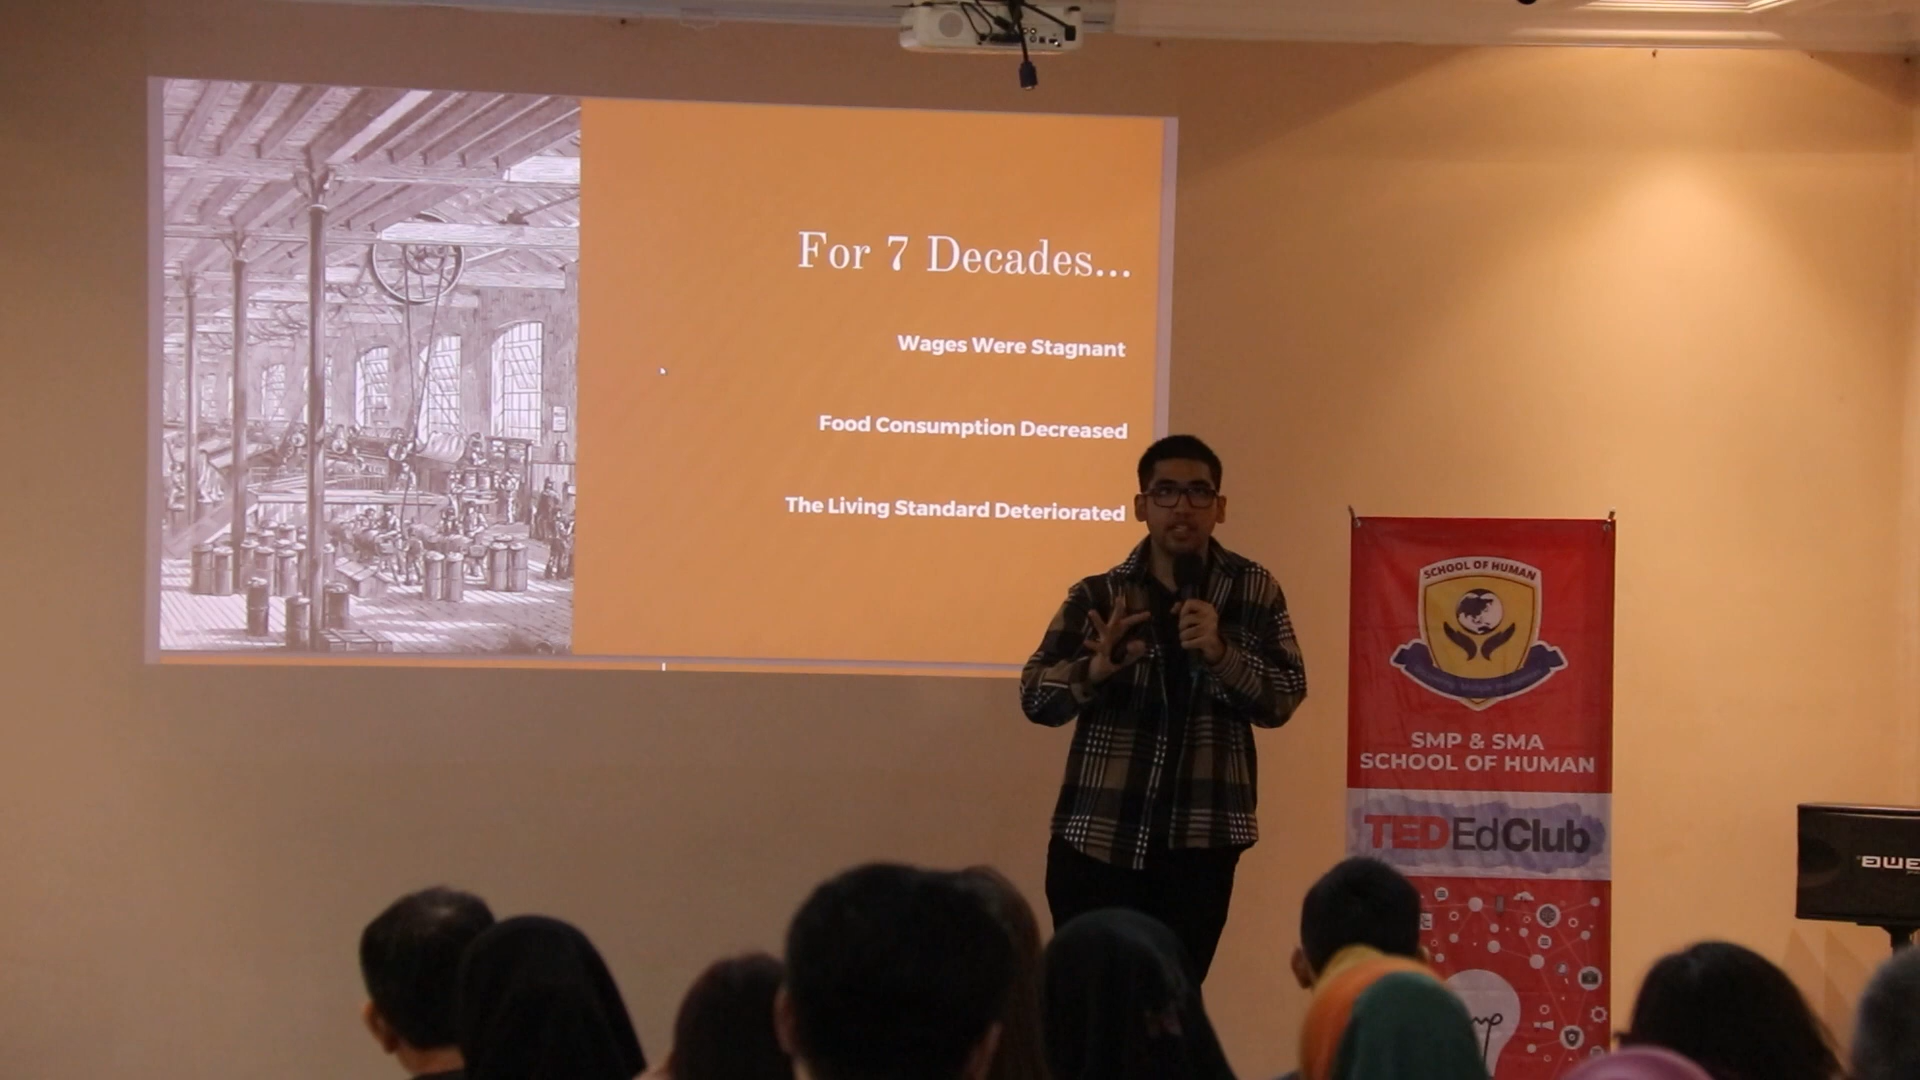 For 7 Decades...
Wages Were Stagnant
Food Consumption Decreased
The Living Standard Deteriorated
SCHOOL OF HUMAN
SMP & SMA
SCHOOL OF HUMAN
TEDEdClub